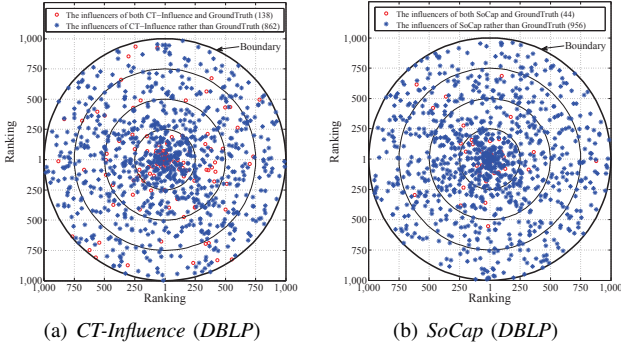 The influencers of both CT−Influence and GroundTruth (138)
The influencers of CT−Influence rather than GroundTruth (862)
1,000
750
500
250
1
250
500
750
1,000
Ranking
Boundary
1,000 750 500 250 1 250 500 750 1,000
Ranking
(a) CT-Influence (DBLP)
The influencers of both SoCap and GroundTruth (44)
The influencers of SoCap rather than GroundTruth (956)
1,000
750
500
250
1
250
500
750
1,000
Ranking
Boundary
1,000 750 500 250 1 250 500 750 1,000
Ranking
(b) SoCap (DBLP)